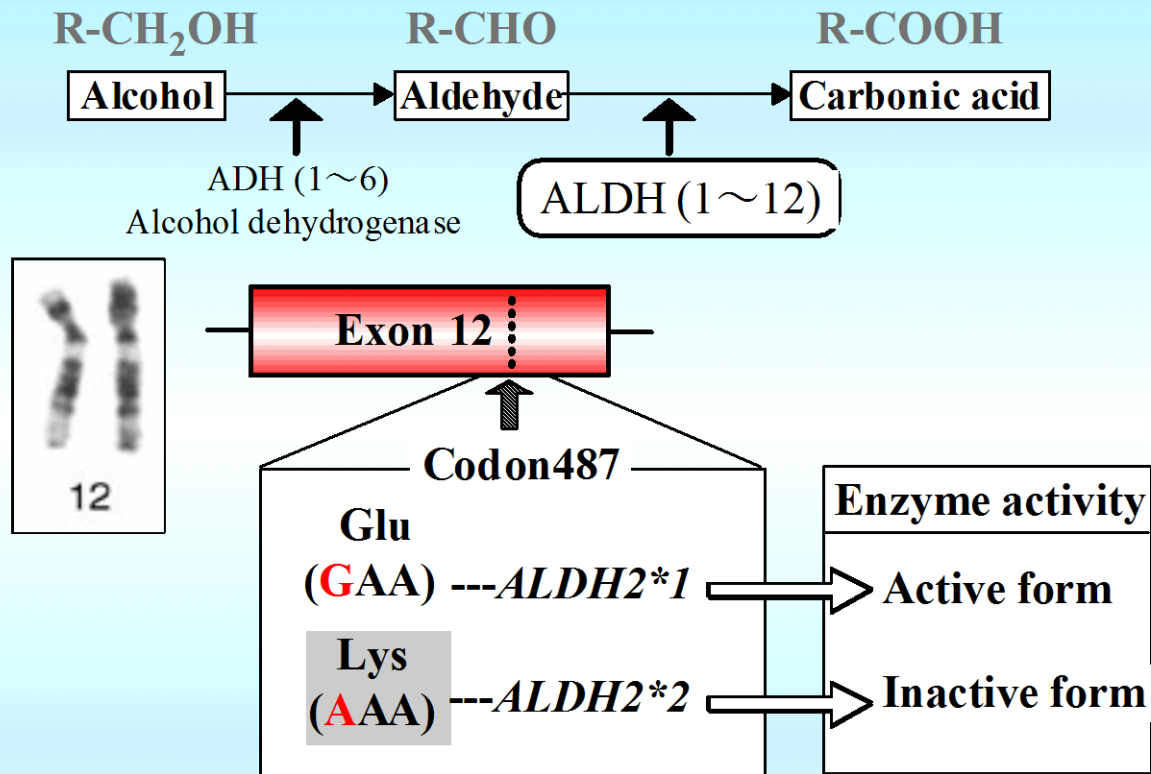 R-CH₂OH R-CHO R-COOH
Alcohol Aldehyde Carbonic acid
ADH (1～6)
Alcohol dehydrogenase
ALDH (1～12)
Exon 12
12
Codon487
Enzyme activity
Glu
(GAA) ---ALDH2*1 Active form
Lys
(AAA) ---ALDH2*2 Inactive form